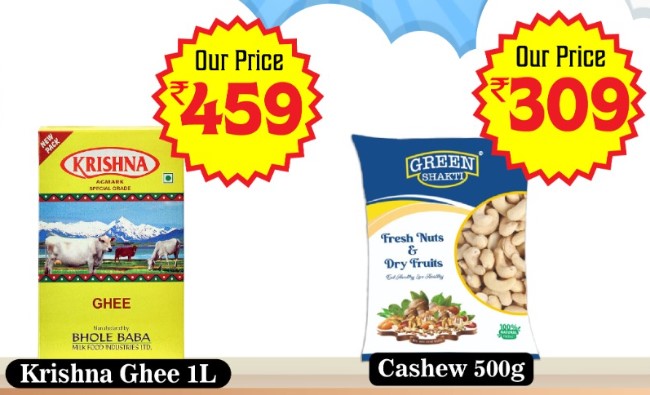 Our Price
₹459
Our Price
₹309
NEW PACK
KRISHNA
AGMARK
SPECIAL GRADE
GHEE
BHOLE BABA
MILK FOOD INDUSTRIES LTD.
Krishna Ghee 1L
GREEN
SHAKTI
Fresh Nuts
&
Dry Fruits
100%
Cashew 500g